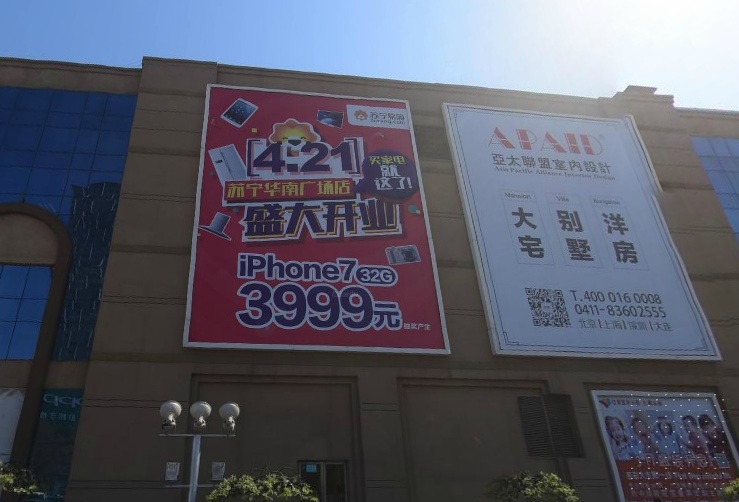 苏宁易购
suning.com
4.21
买家电
就
这了!
苏宁华南广场店
盛大开业
iPhone7 32G
3999元
APAID
亞太聯盟室内設計
Asia Pacific Alliance Interior Design
Mansion
大宅
Villa
别墅
Bungalow
洋房
T.400 016 0008
0411-83602555
北京|上海|深圳|大连